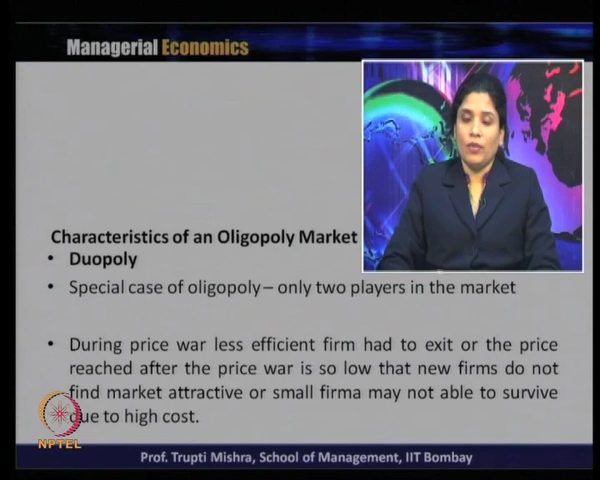 Managerial Economics
Characteristics of an Oligopoly Market
• Duopoly
• Special case of oligopoly – only two players in the market
• During price war less efficient firm had to exit or the price
reached after the price war is so low that new firms do not
find market attractive or small firma may not able to survive
due to high cost.
NPTEL
Prof. Trupti Mishra, School of Management, IIT Bombay